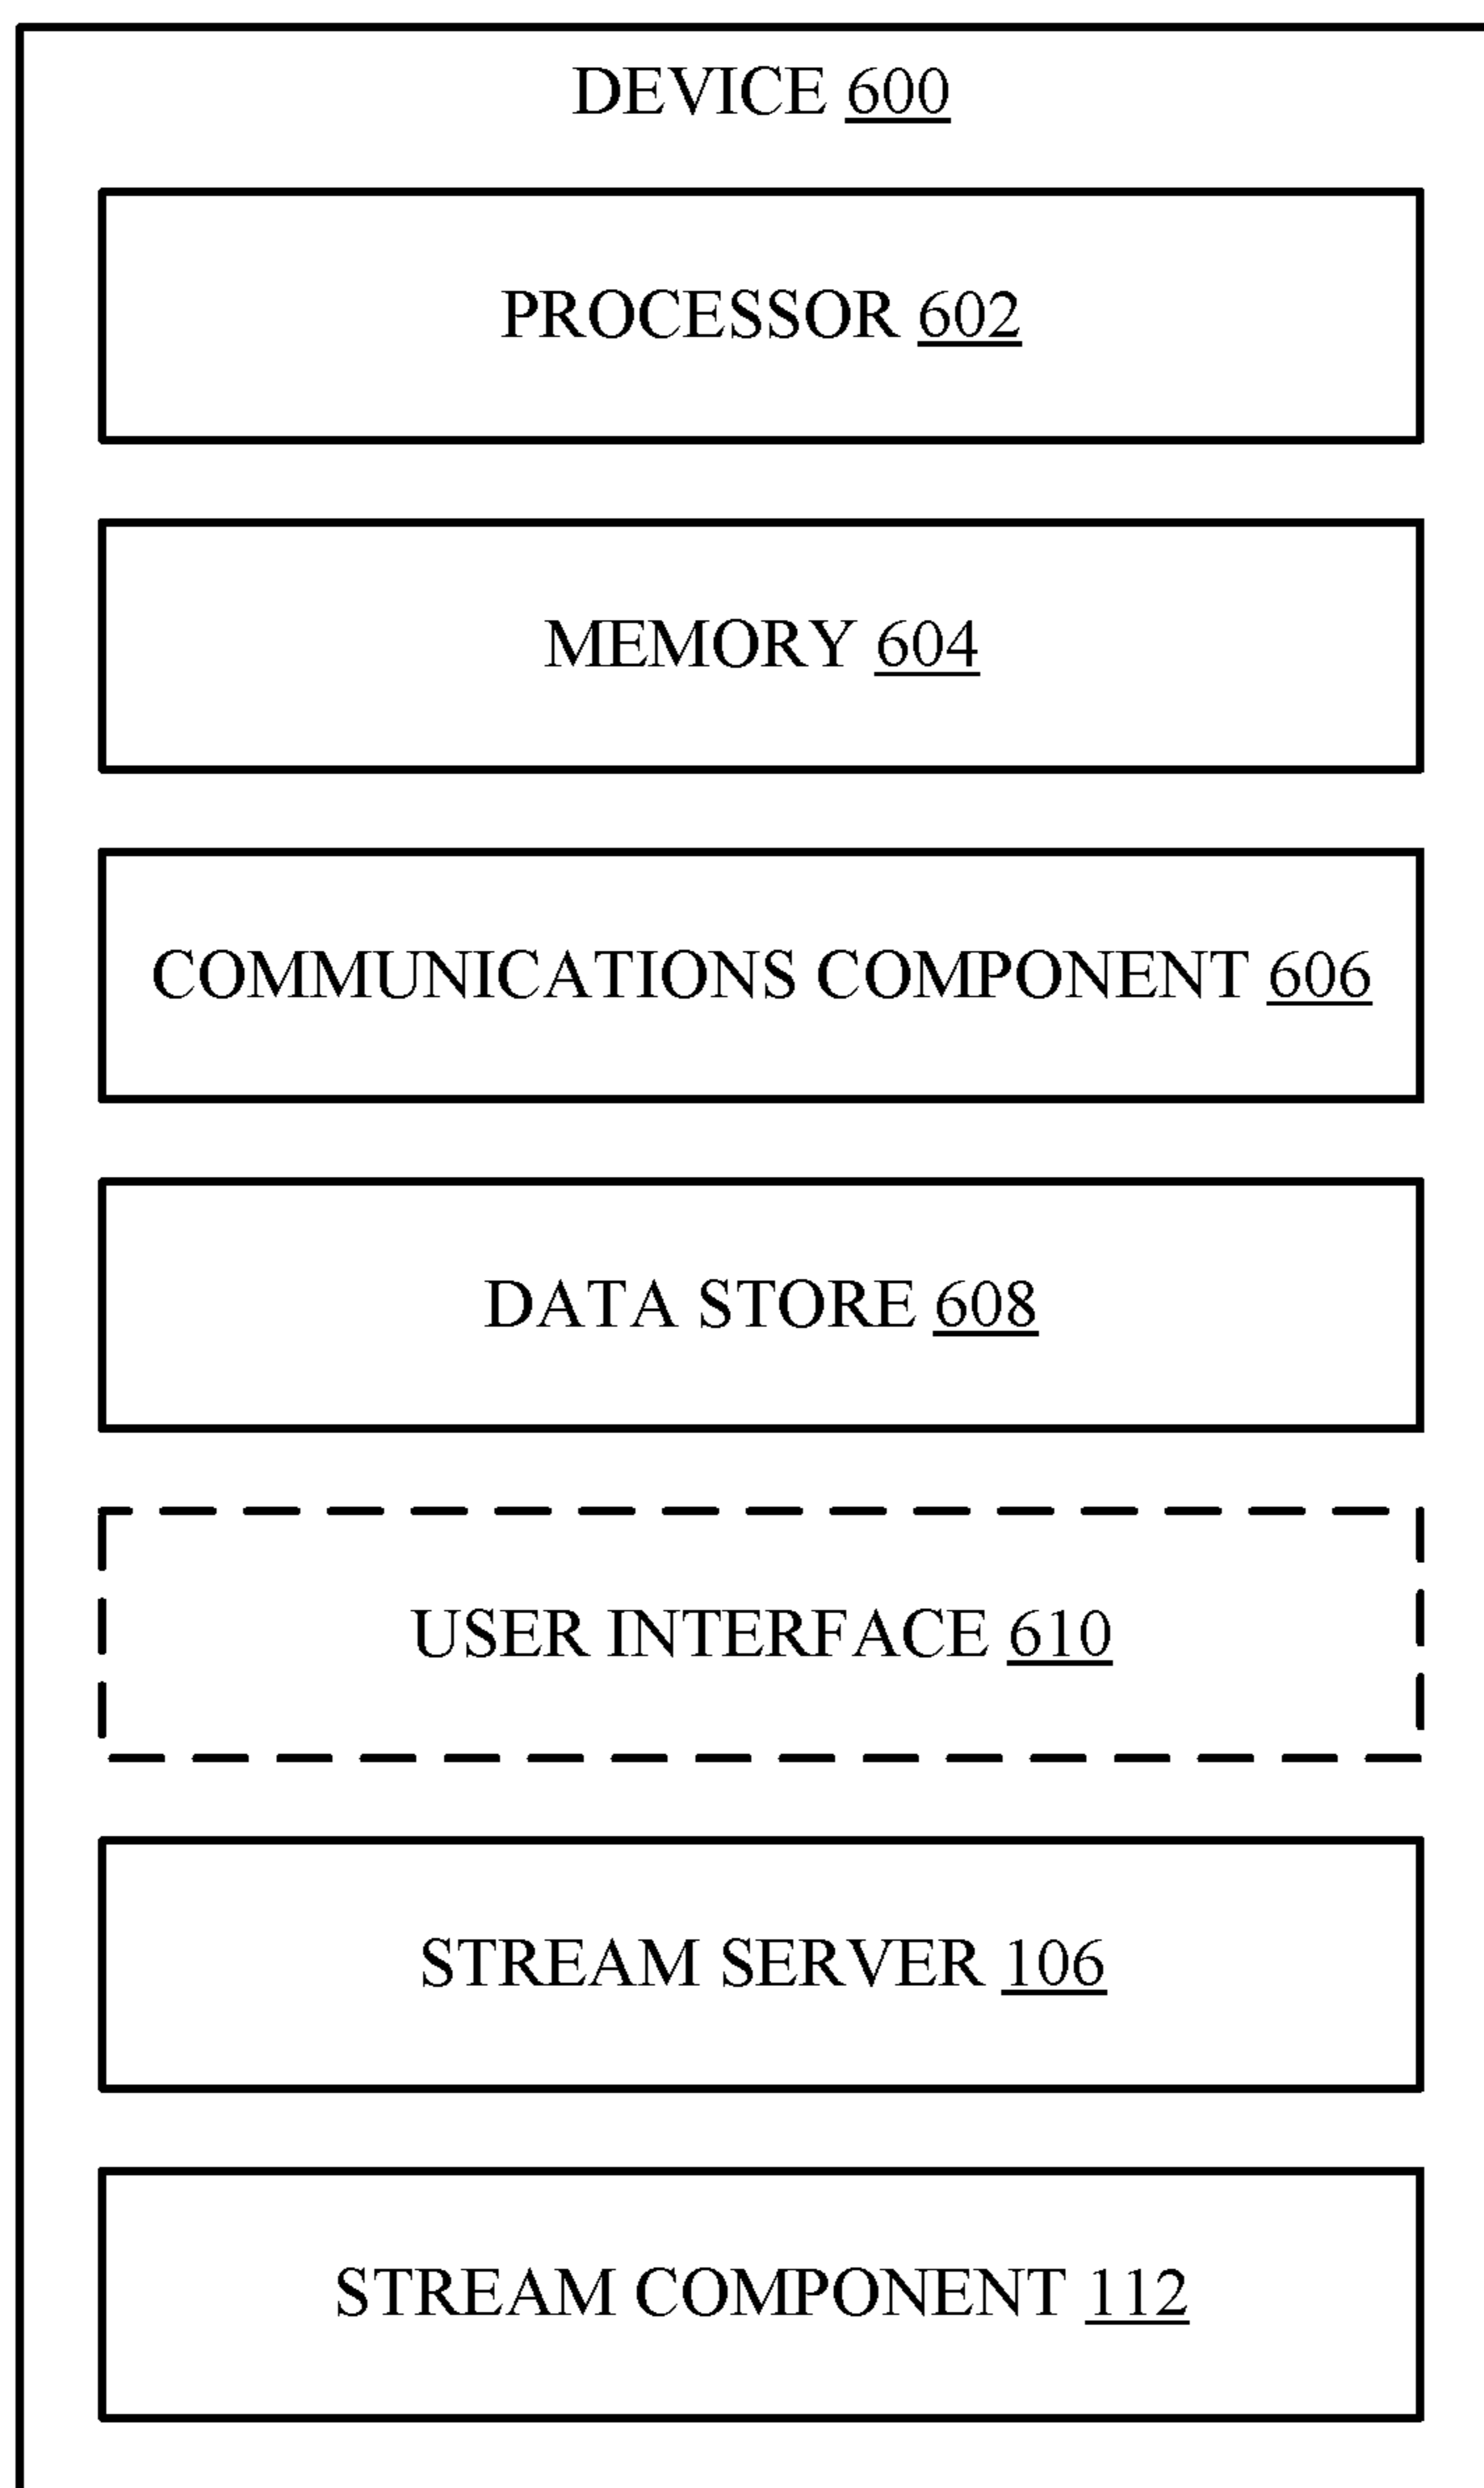 DEVICE 600
PROCESSOR 602
MEMORY 604
COMMUNICATIONS COMPONENT 606
DATA STORE 608
USER INTERFACE 610
STREAM SERVER 106
STREAM COMPONENT 112